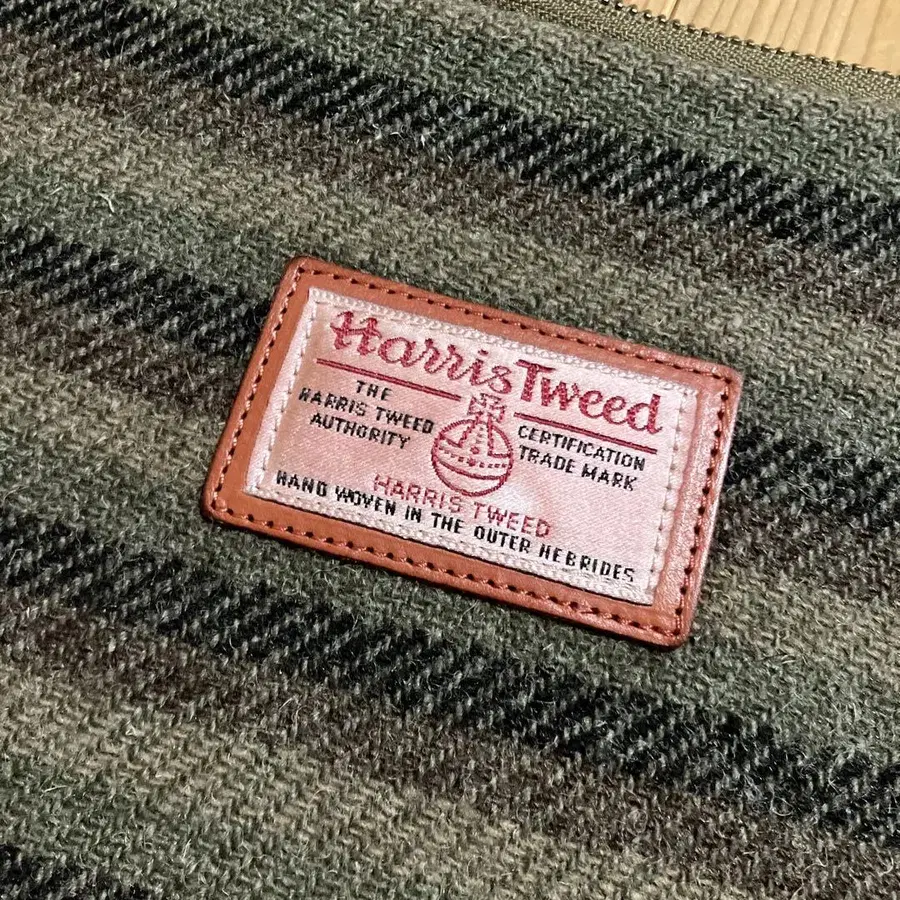 Harris Tweed
THE
HARRIS TWEED
AUTHORITY
CERTIFICATION
TRADE MARK
HARRIS TWEED
HAND WOVEN IN THE OUTER HEBRIDES